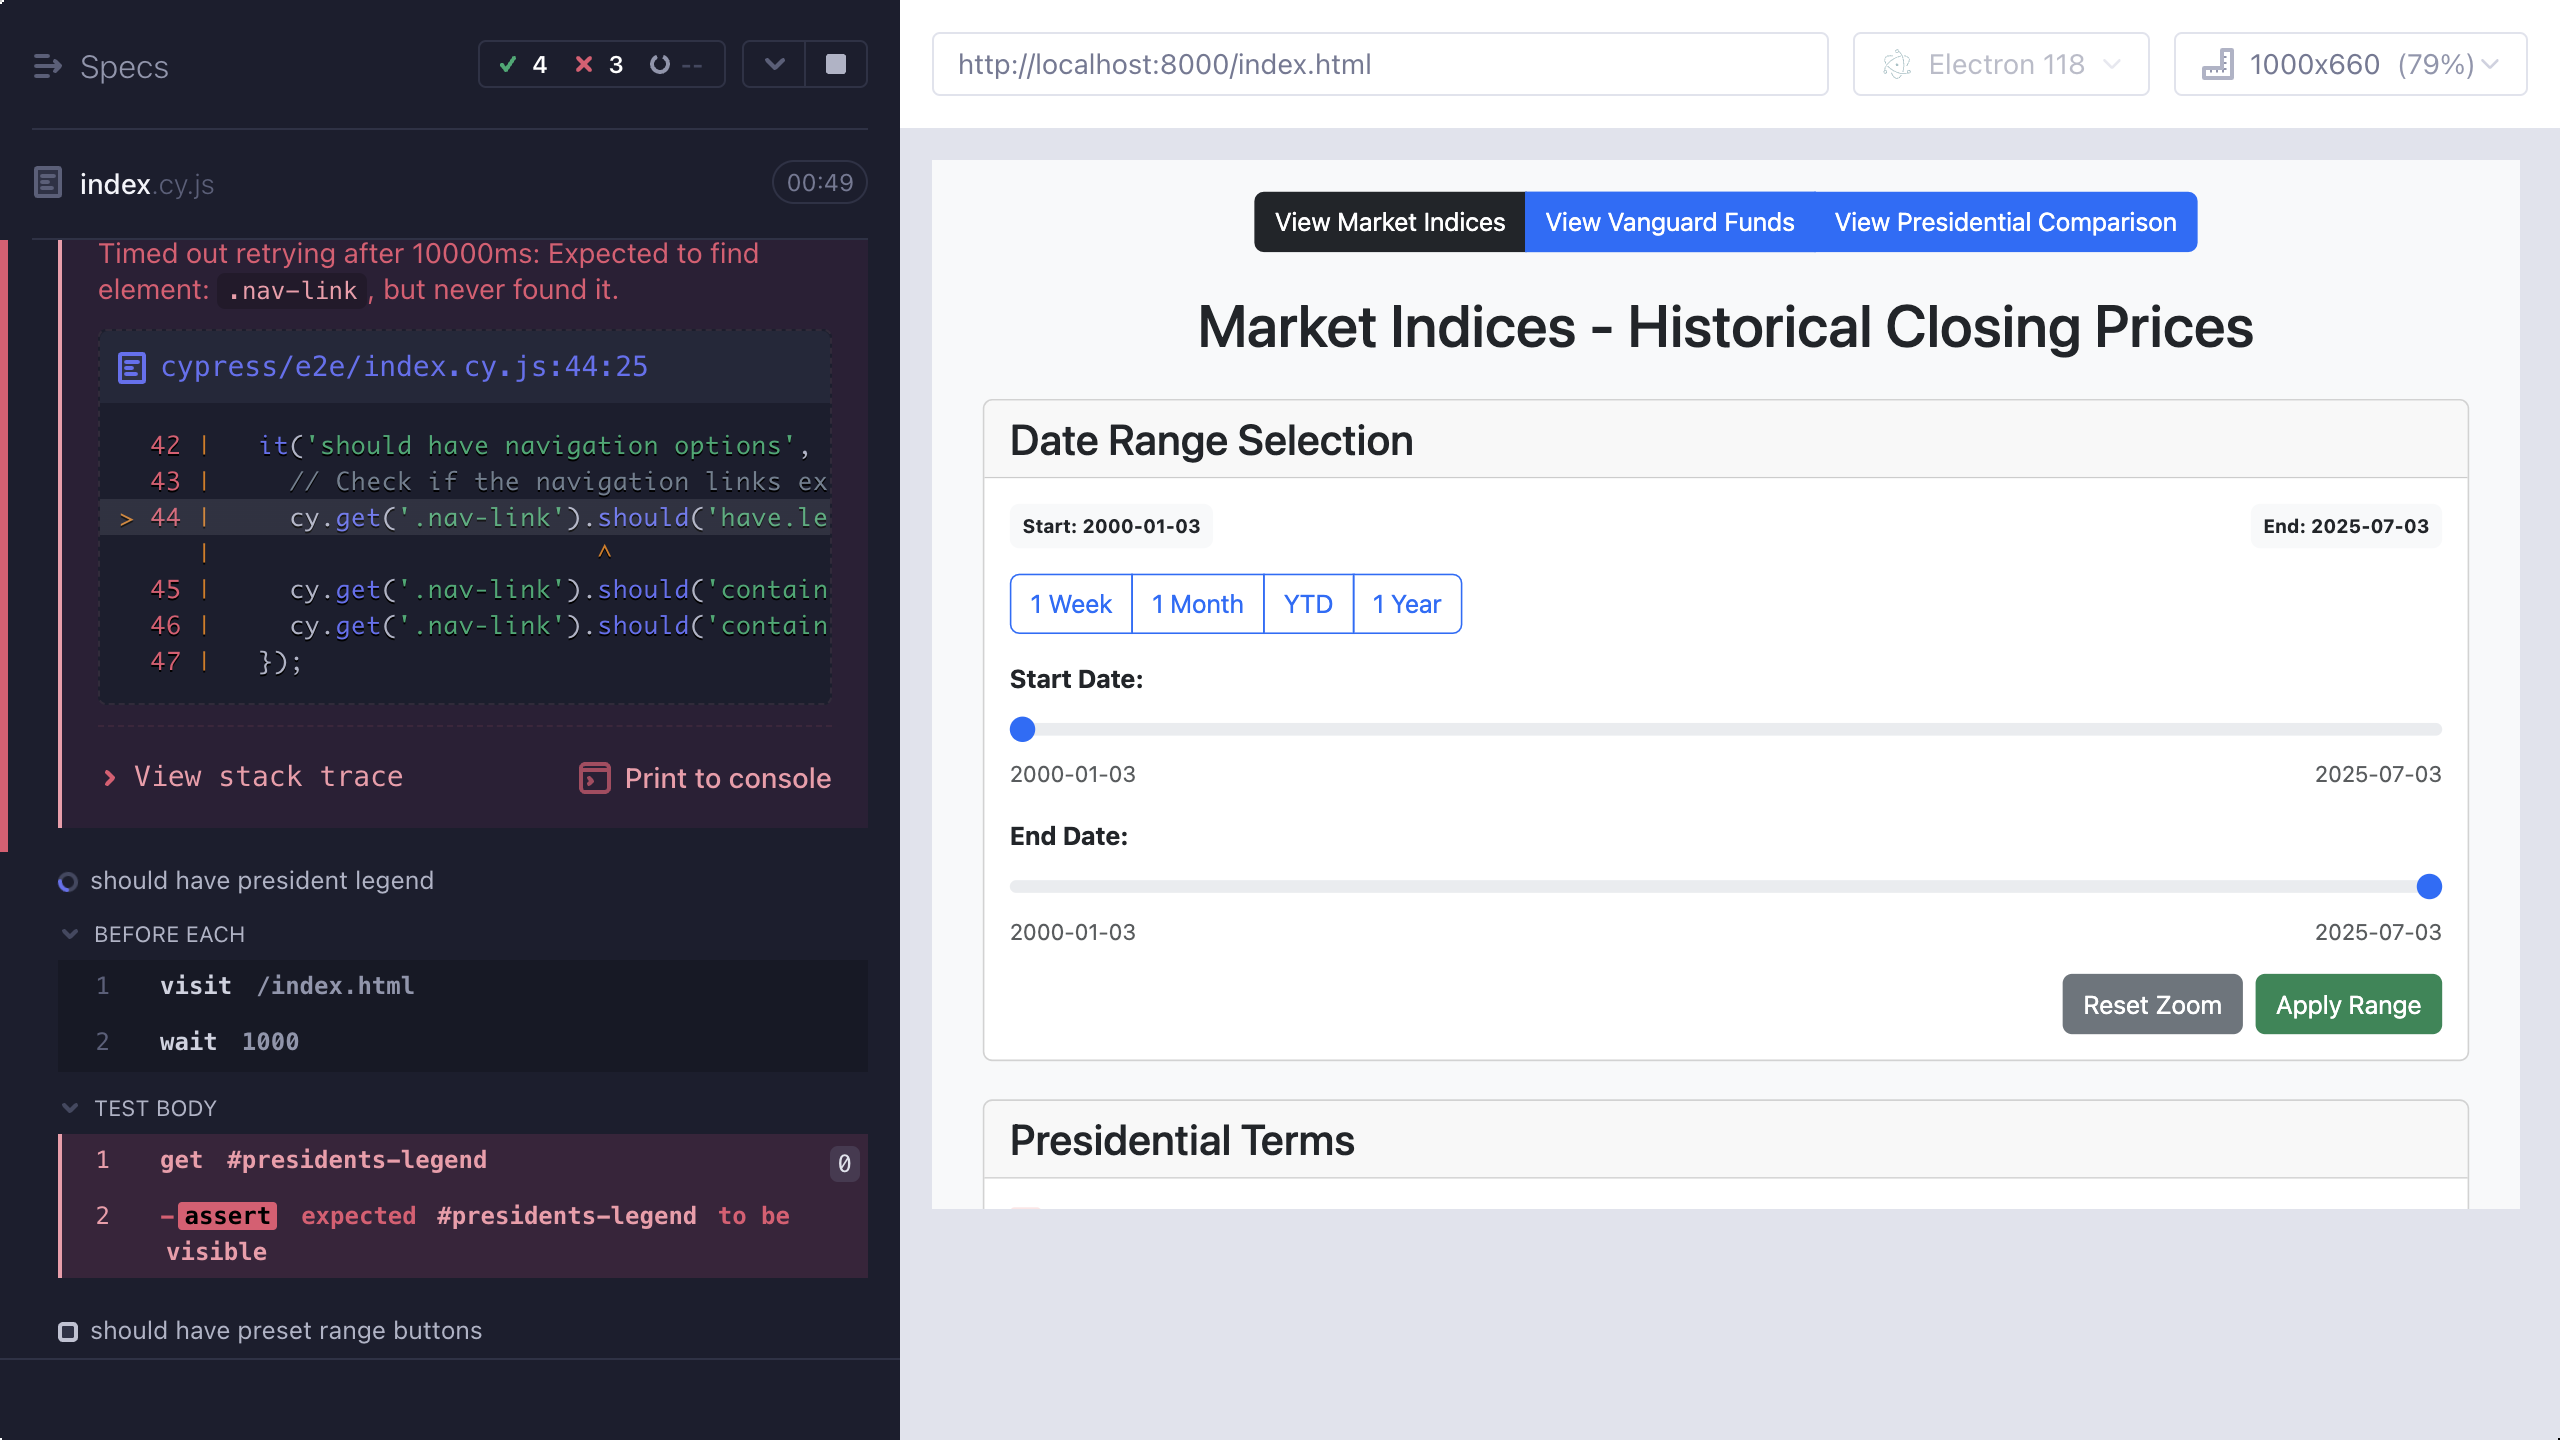 Specs
4 3 --
index.cy.js
00:49
Timed out retrying after 10000ms: Expected to find
element: .nav-link , but never found it.
cypress/e2e/index.cy.js:44:25
42 | it('should have navigation options',
43 | // Check if the navigation links ex
> 44 | cy.get('.nav-link').should('have.le
| ^
45 | cy.get('.nav-link').should('contain
46 | cy.get('.nav-link').should('contain
47 | });
View stack trace
Print to console
should have president legend
BEFORE EACH
1 visit /index.html
2 wait 1000
TEST BODY
1 get #presidents-legend 0
2 -assert expected #presidents-legend to be
visible
should have preset range buttons
http://localhost:8000/index.html
Electron 118
1000x660 (79%)
View Market Indices View Vanguard Funds View Presidential Comparison
Market Indices - Historical Closing Prices
Date Range Selection
Start: 2000-01-03 End: 2025-07-03
1 Week 1 Month YTD 1 Year
Start Date:
2000-01-03 2025-07-03
End Date:
2000-01-03 2025-07-03
Reset Zoom Apply Range
Presidential Terms